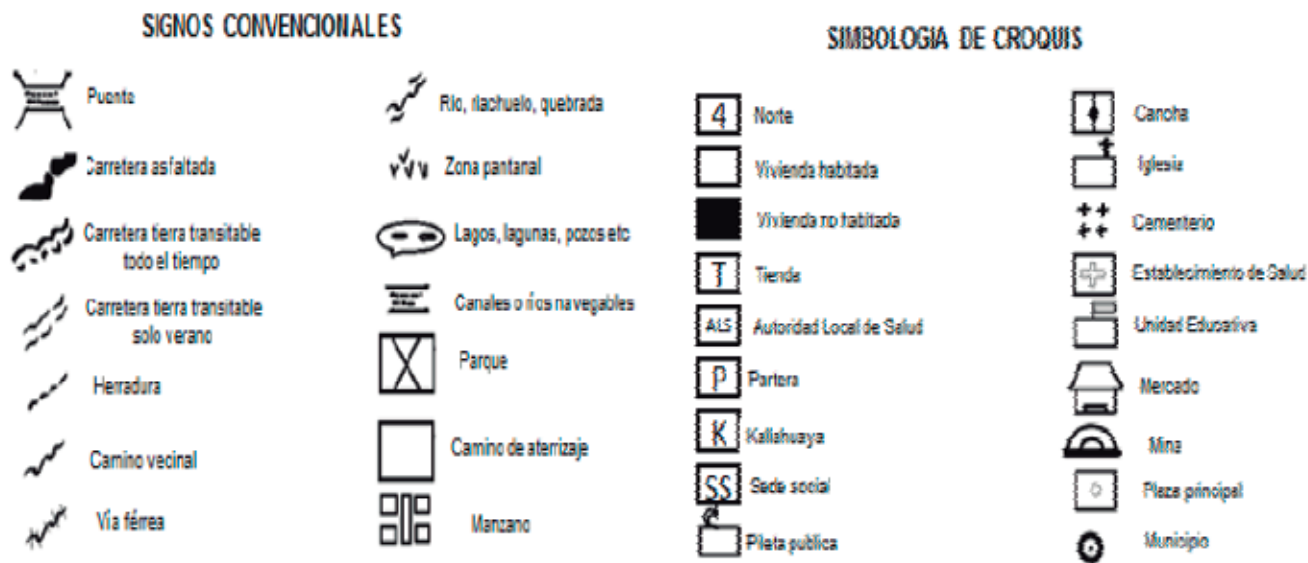 SIGNOS CONVENCIONALES
Puente
Carretera asfaltada
Carretera tierra transitable
todo el tiempo
Carretera tierra transitable
solo verano
Herradura
Camino vecinal
Via férrea
Rio, riachuelo, quebrada
Zona pantanal
Lagos, lagunas, pozos etc
Canales o ríos navegables
Parque
Camino de aterrizaje
Manzano
SIMBOLOGIA DE CROQUIS
4 Norte
Vivienda habitada
Vivienda no habitada
T Tienda
ALS Autoridad Local de Salud
P Partera
K Kallahuaya
SS Sede social
Pileta publica
Cancha
Iglesia
Cementerio
Establecimiento de Salud
Unidad Educativa
Mercado
Mina
Plaza principal
Municipio